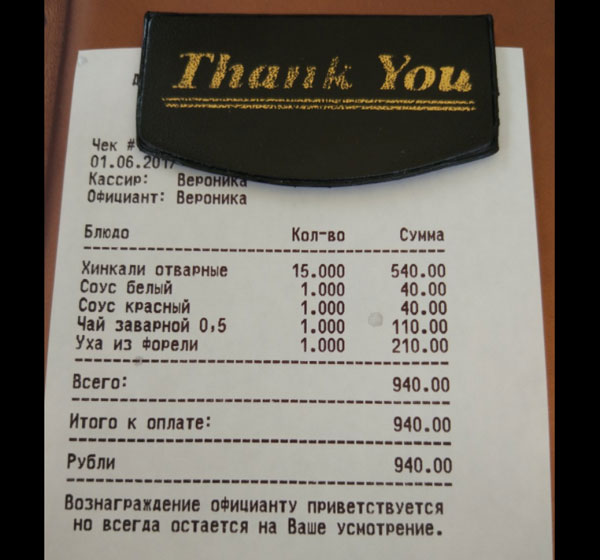 Thank You
Чек #
01.06.2017
Кассир: Вероника
Официант: Вероника
Блюдо Кол-во Сумма
Хинкали отварные 15.000 540.00
Соус белый 1.000 40.00
Соус красный 1.000 40.00
Чай заварной 0,5 1.000 110.00
Уха из форели 1.000 210.00
Всего: 940.00
Итого к оплате: 940.00
Рубли 940.00
Вознаграждение официанту приветствуется
но всегда остается на Ваше усмотрение.